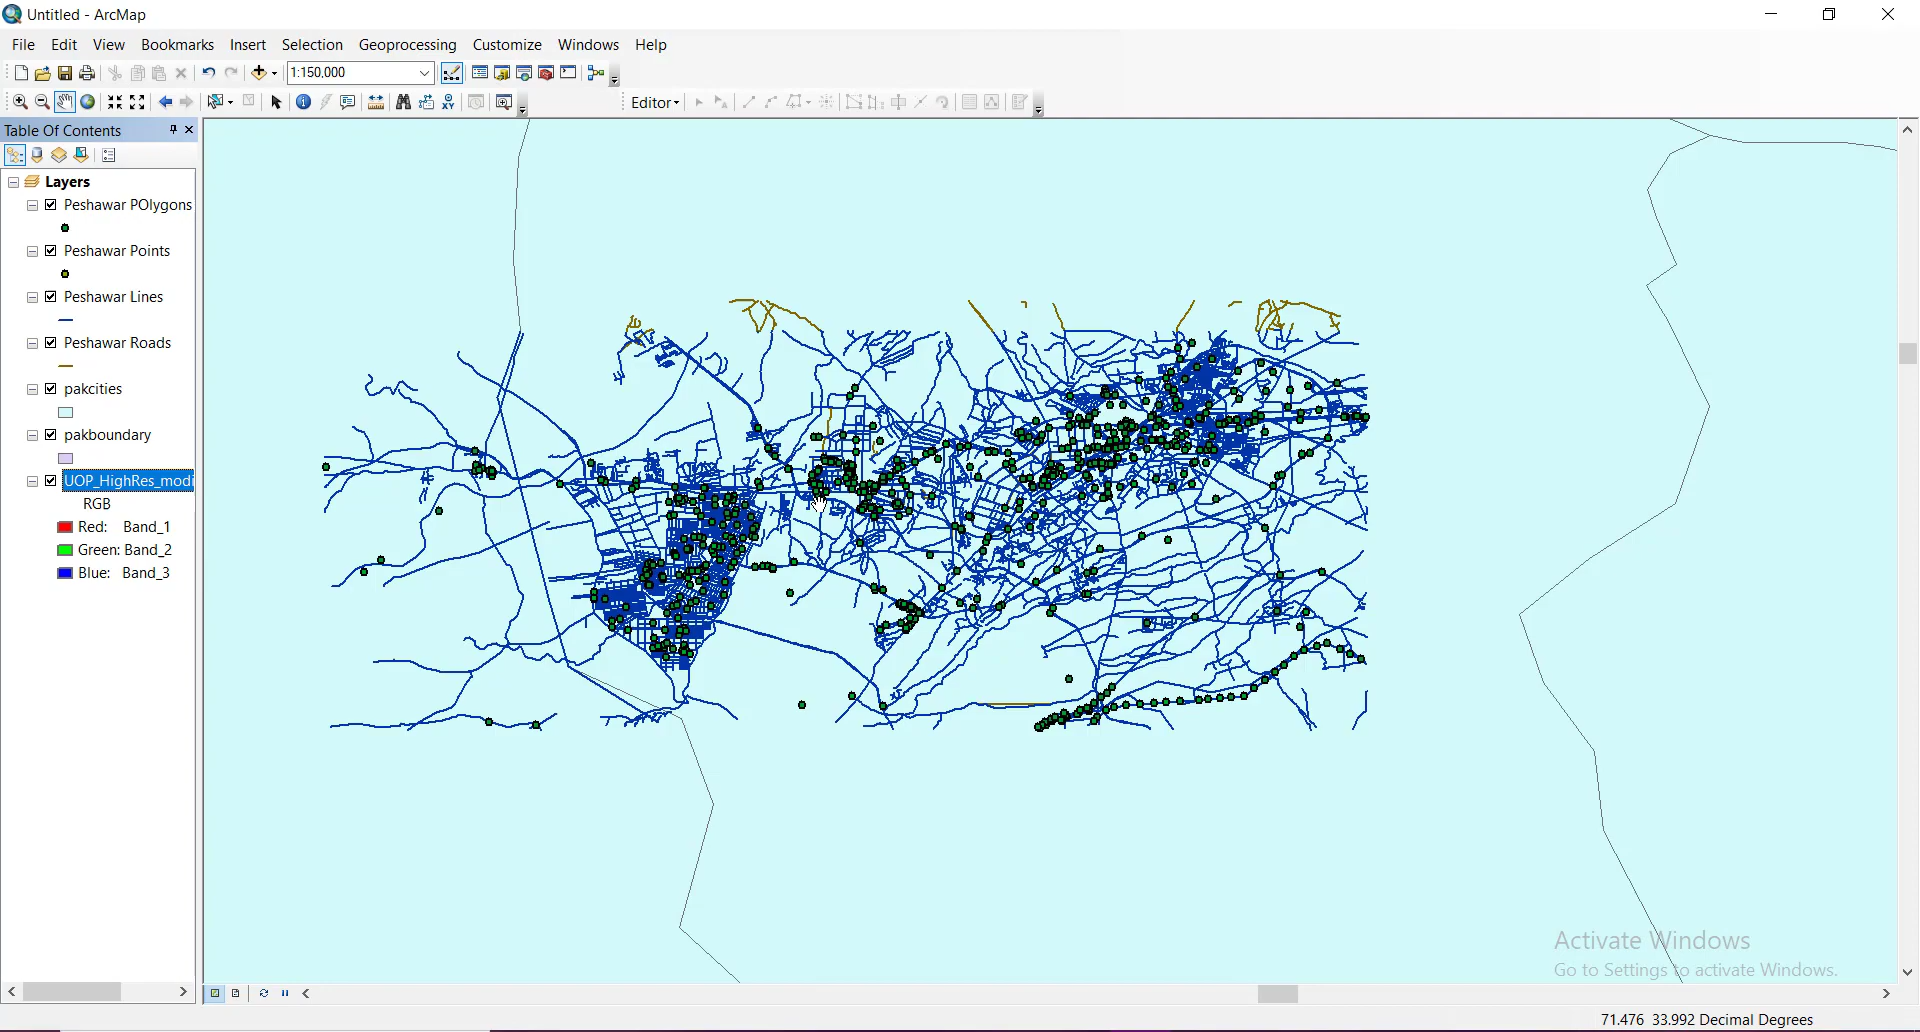 Untitled - ArcMap
File Edit View Bookmarks Insert Selection Geoprocessing Customize Windows Help
1:150,000
Editor
Table Of Contents
Layers
Peshawar POlygons
Peshawar Points
Peshawar Lines
Peshawar Roads
pakcities
pakboundary
UOP_HighRes_modi
RGB
Red: Band_1
Green: Band_2
Blue: Band_3
Activate Windows
Go to Settings to activate Windows.
71.476 33.992 Decimal Degrees